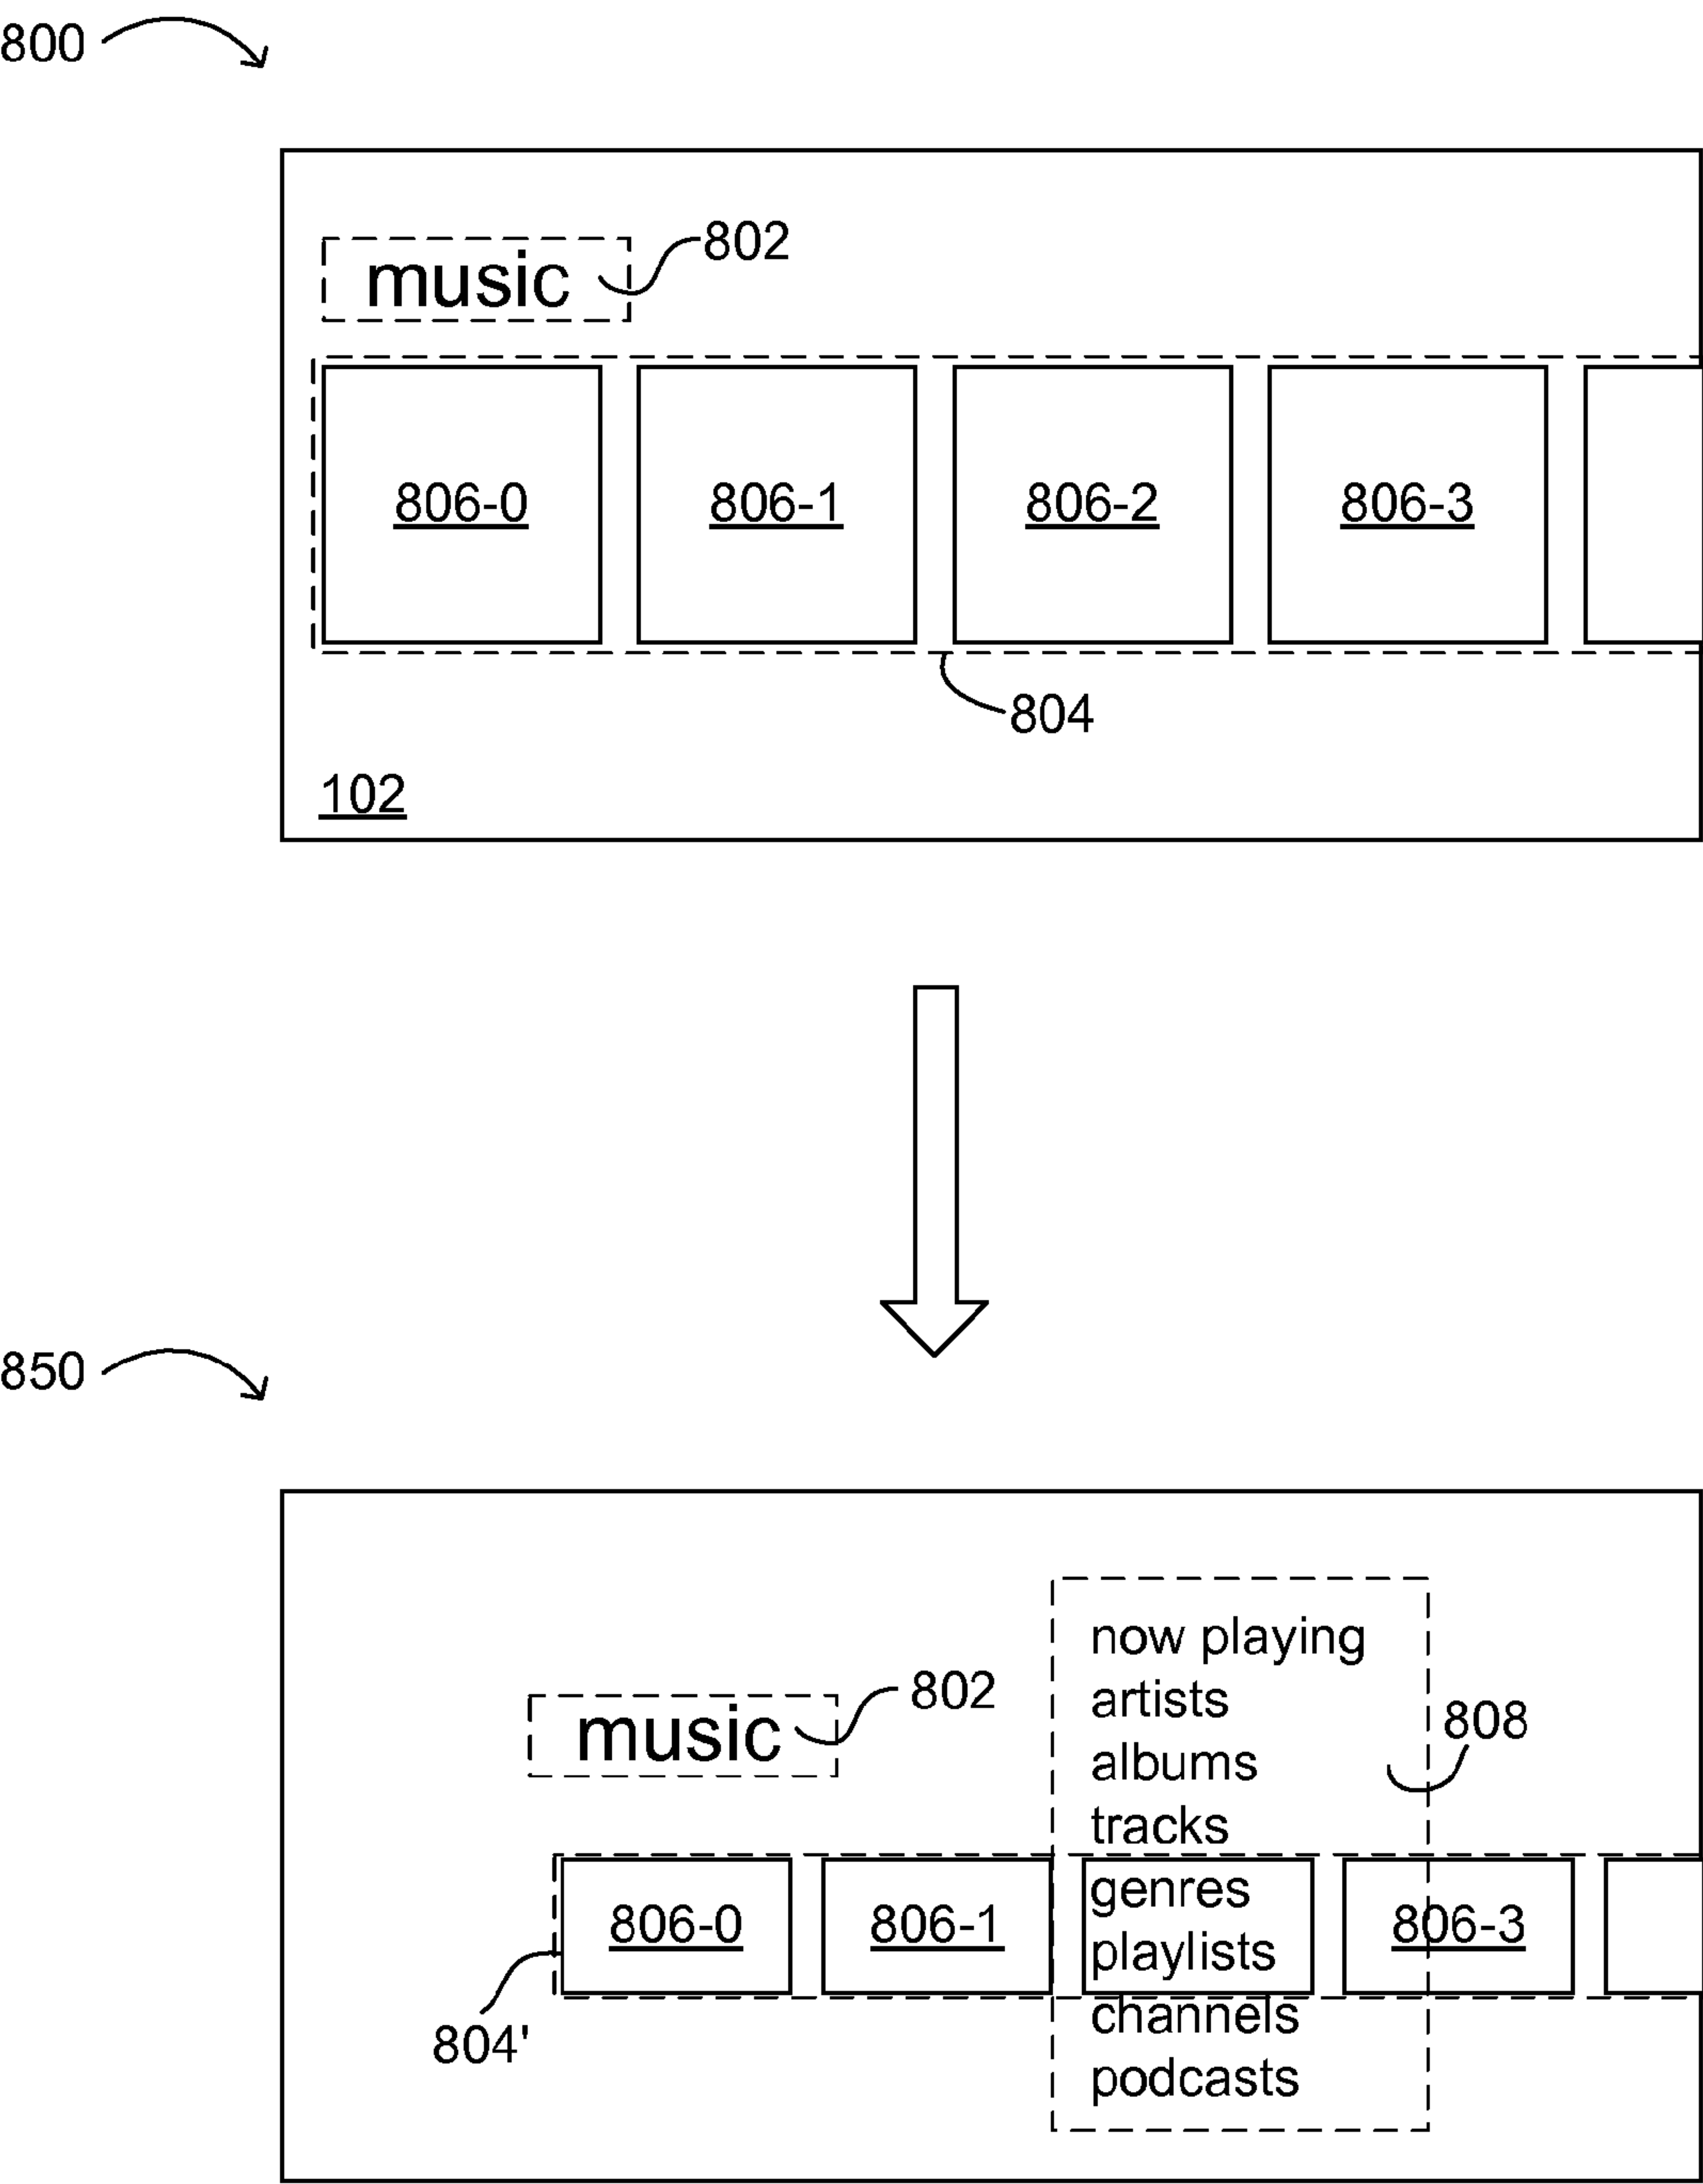 800
802
music
806-0
806-1
806-2
806-3
804
102
850
now playing
802
artists
music
808
albums
tracks
genres
806-0
806-1
806-3
playlists
channels
804'
podcasts